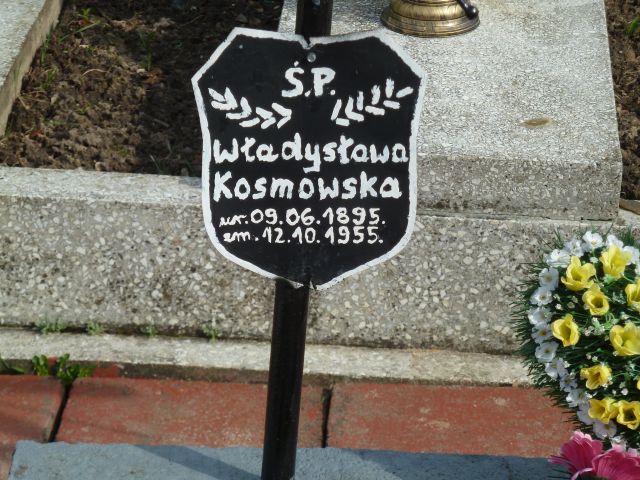 Ś.P.
Władysława
Kosmowska
ur. 09.06.1895.
zm. 12.10.1955.